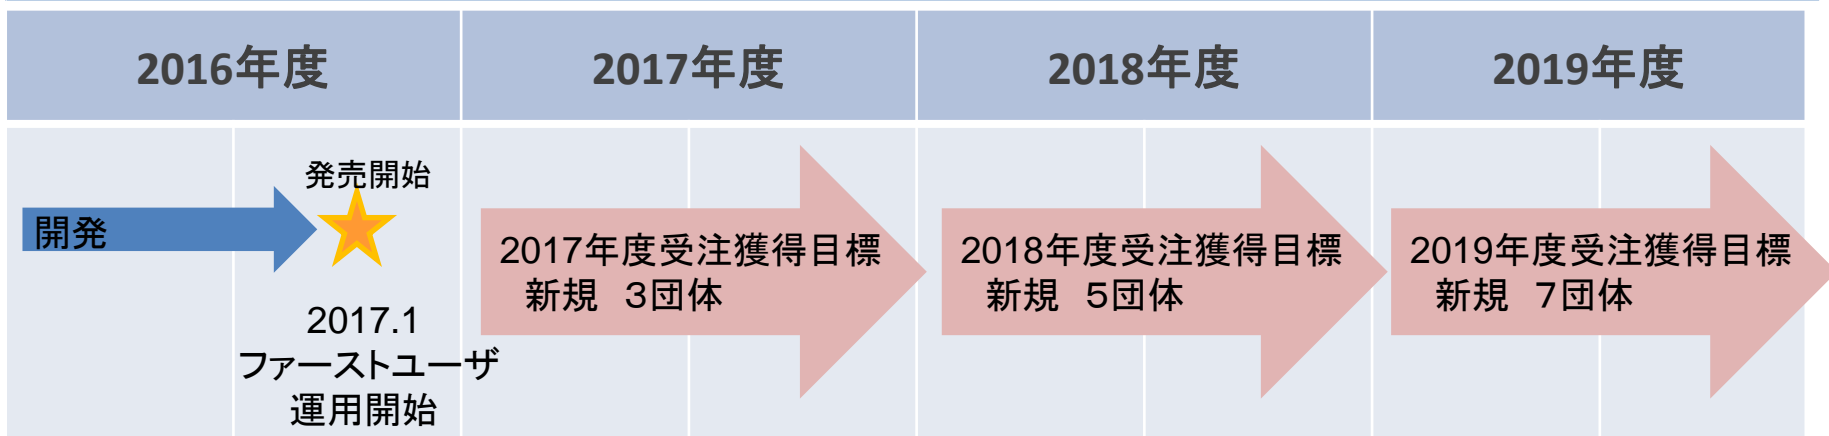 2016年度
2017年度
2018年度
2019年度
開発
発売開始
2017.1
ファーストユーザ
運用開始
2017年度受注獲得目標
新規　３団体
2018年度受注獲得目標
新規　５団体
2019年度受注獲得目標
新規　７団体